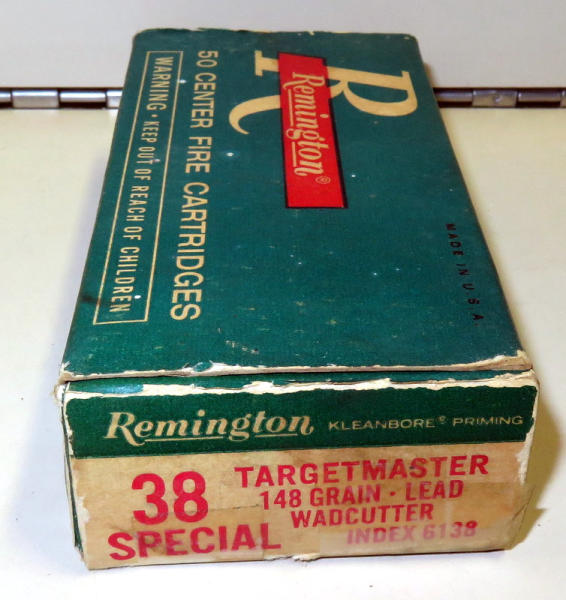 R
Remington®
50 CENTER FIRE CARTRIDGES
WARNING • KEEP OUT OF REACH OF CHILDREN
MADE IN U.S.A.
Remington KLEANBORE® PRIMING
38 SPECIAL
TARGETMASTER
148 GRAIN • LEAD
WADCUTTER
INDEX 6138